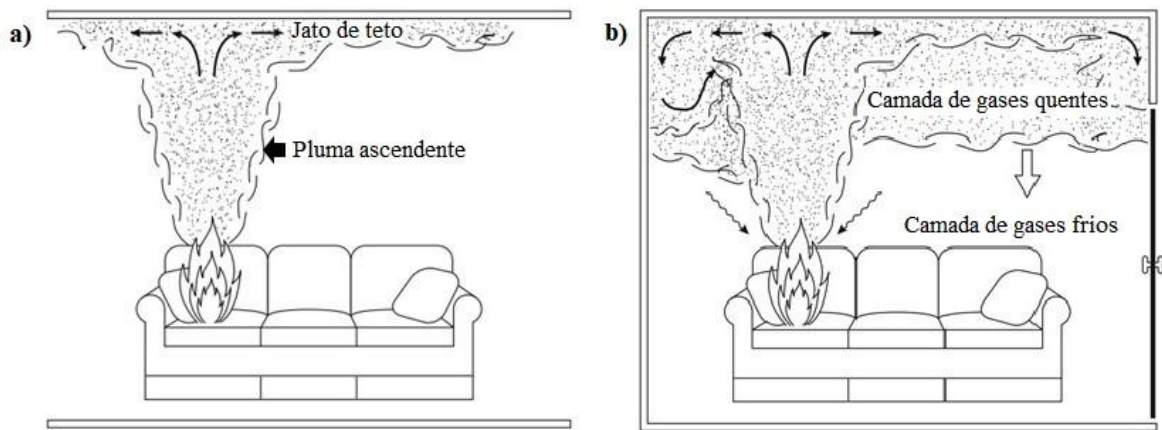 a)
Jato de teto
Pluma ascendente
b)
Camada de gases quentes
Camada de gases frios